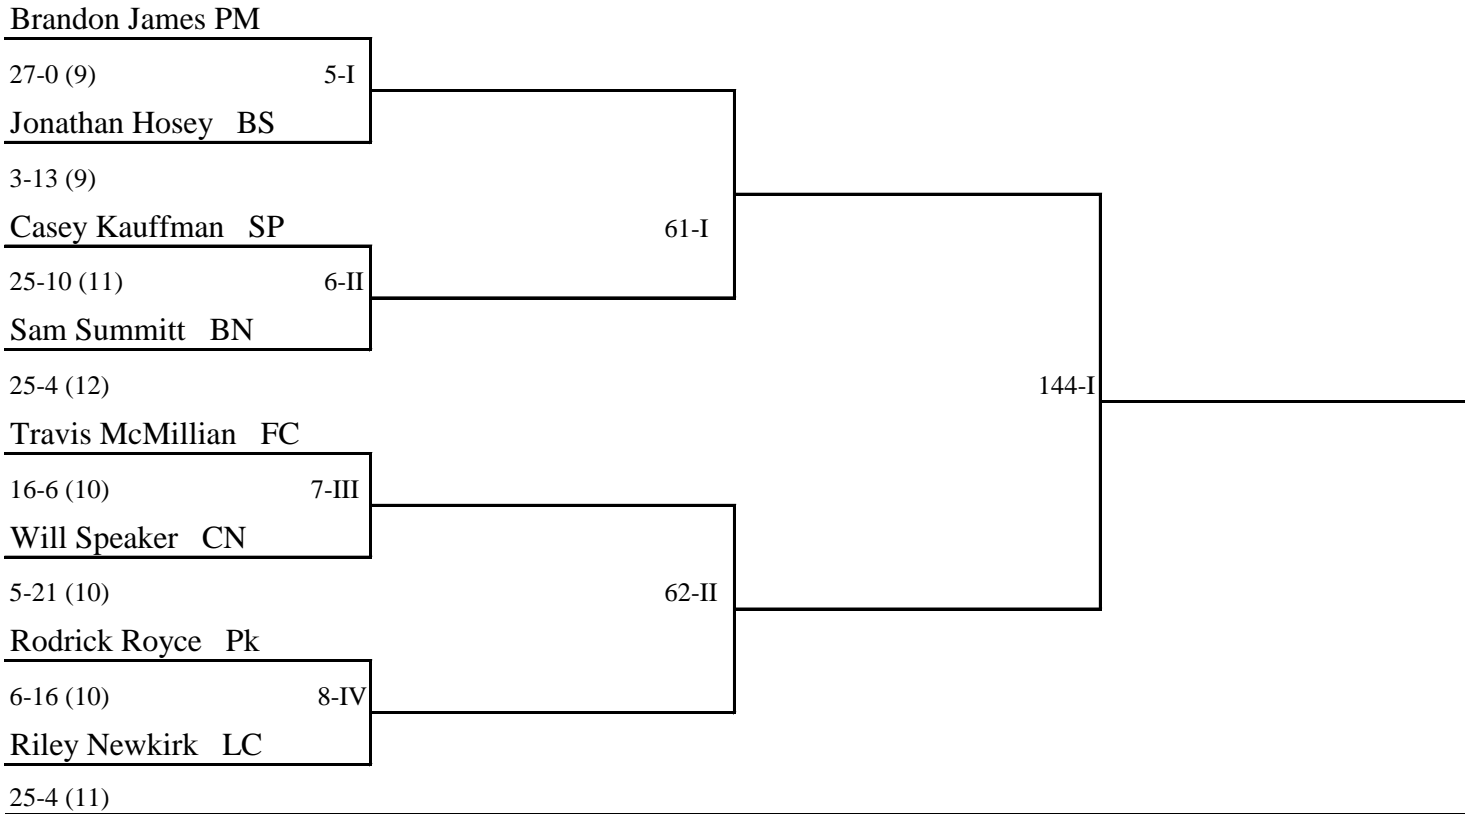 Brandon James PM
27-0 (9) 5-I
Jonathan Hosey BS
3-13 (9)
Casey Kauffman SP 61-I
25-10 (11) 6-II
Sam Summitt BN
25-4 (12) 144-I
Travis McMillian FC
16-6 (10) 7-III
Will Speaker CN
5-21 (10) 62-II
Rodrick Royce Pk
6-16 (10) 8-IV
Riley Newkirk LC
25-4 (11)